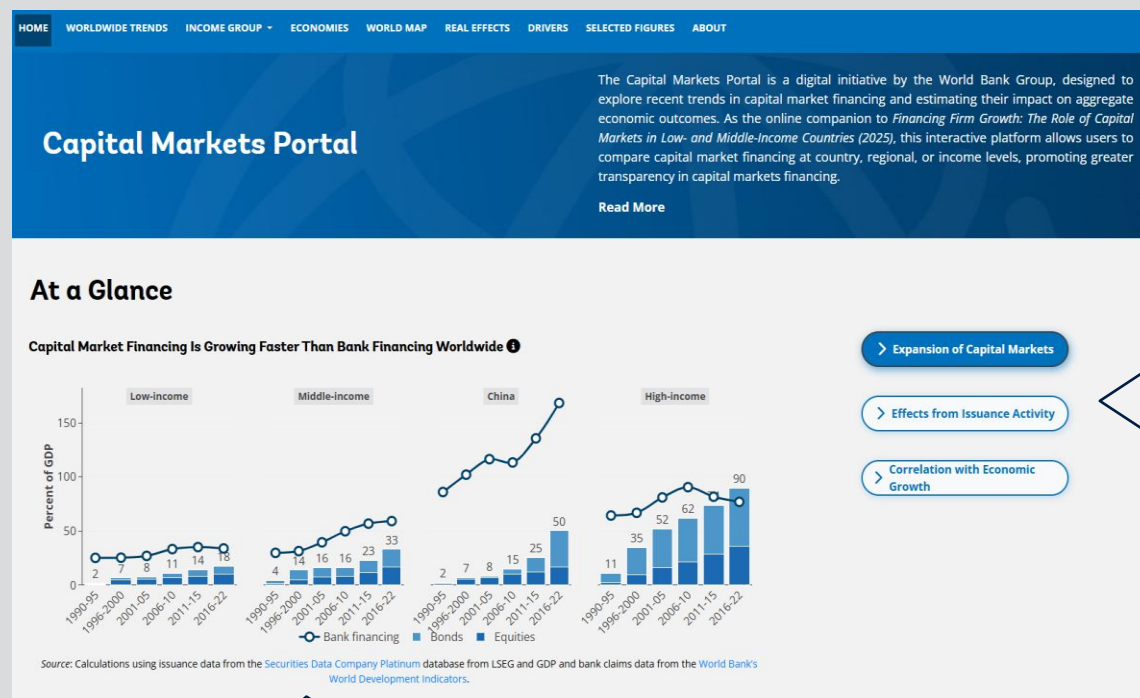 HOME WORLDWIDE TRENDS INCOME GROUP ECONOMIES WORLD MAP REAL EFFECTS DRIVERS SELECTED FIGURES ABOUT
Capital Markets Portal
The Capital Markets Portal is a digital initiative by the World Bank Group, designed to
explore recent trends in capital market financing and estimating their impact on aggregate
economic outcomes. As the online companion to Financing Firm Growth: The Role of Capital
Markets in Low- and Middle-Income Countries (2025), this interactive platform allows users to
compare capital market financing at country, regional, or income levels, promoting greater
transparency in capital markets financing.
Read More
At a Glance
Capital Market Financing Is Growing Faster Than Bank Financing Worldwide
Expansion of Capital Markets
Effects from Issuance Activity
Correlation with Economic
Growth
Low-income Middle-income China High-income
Percent of GDP
150
100
50
0
2 7 8 11 14 18
4 14 16 16 23 33
2 7 8 15 25 50
11 35 52 62 90
1990-95 1996-2000 2001-05 2006-10 2011-15 2016-22
1990-95 1996-2000 2001-05 2006-10 2011-15 2016-22
1990-95 1996-2000 2001-05 2006-10 2011-15 2016-22
1990-95 1996-2000 2001-05 2006-10 2011-15 2016-22
Bank financing Bonds Equities
Source: Calculations using issuance data from the Securities Data Company Platinum database from LSEG and GDP and bank claims data from the World Bank's
World Development Indicators.